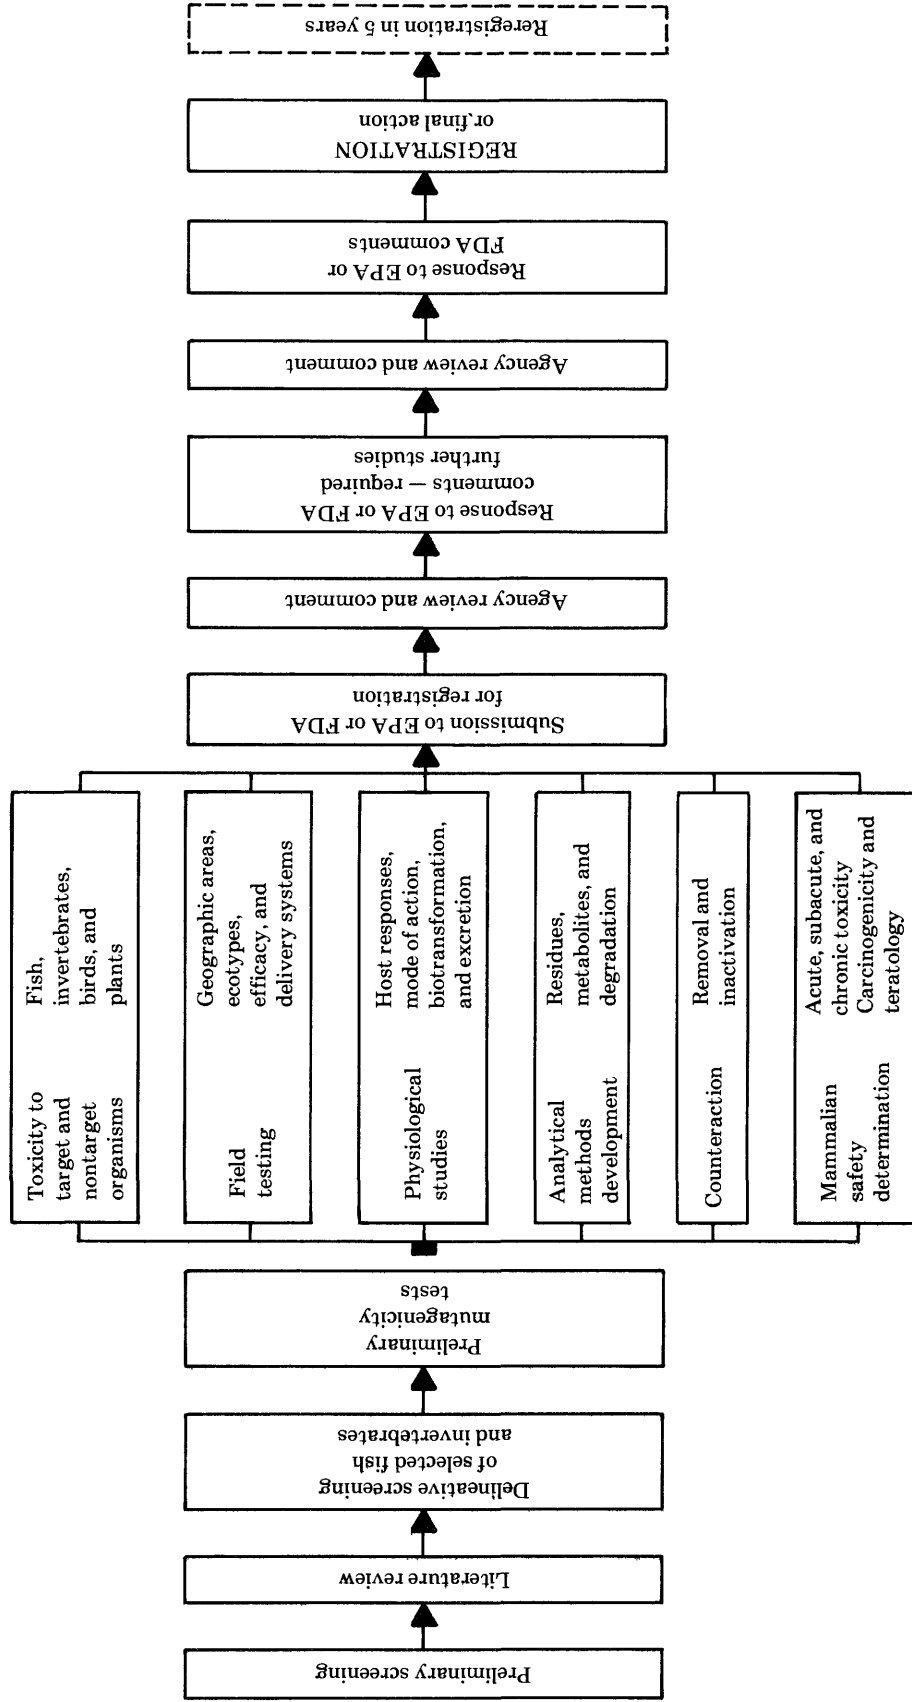 Preliminary screening
Literature review
Delineative screening
of selected fish
and invertebrates
Preliminary
mutagenicity
tests
Toxicity to
target and
nontarget
organisms
Fish,
invertebrates,
birds, and
plants
Field
testing
Geographic areas,
ecotypes,
efficacy, and
delivery systems
Physiological
studies
Host responses,
mode of action,
biotransformation,
and excretion
Analytical
methods
development
Residues,
metabolites, and
degradation
Counteraction
Removal and
inactivation
Mammalian
safety
determination
Acute, subacute, and
chronic toxicity
Carcinogenicity and
teratology
Submission to EPA or FDA
for registration
Agency review and comment
Response to EPA or FDA
comments — required
further studies
Agency review and comment
Response to EPA or
FDA comments
REGISTRATION
or final action
Reregistration in 5 years